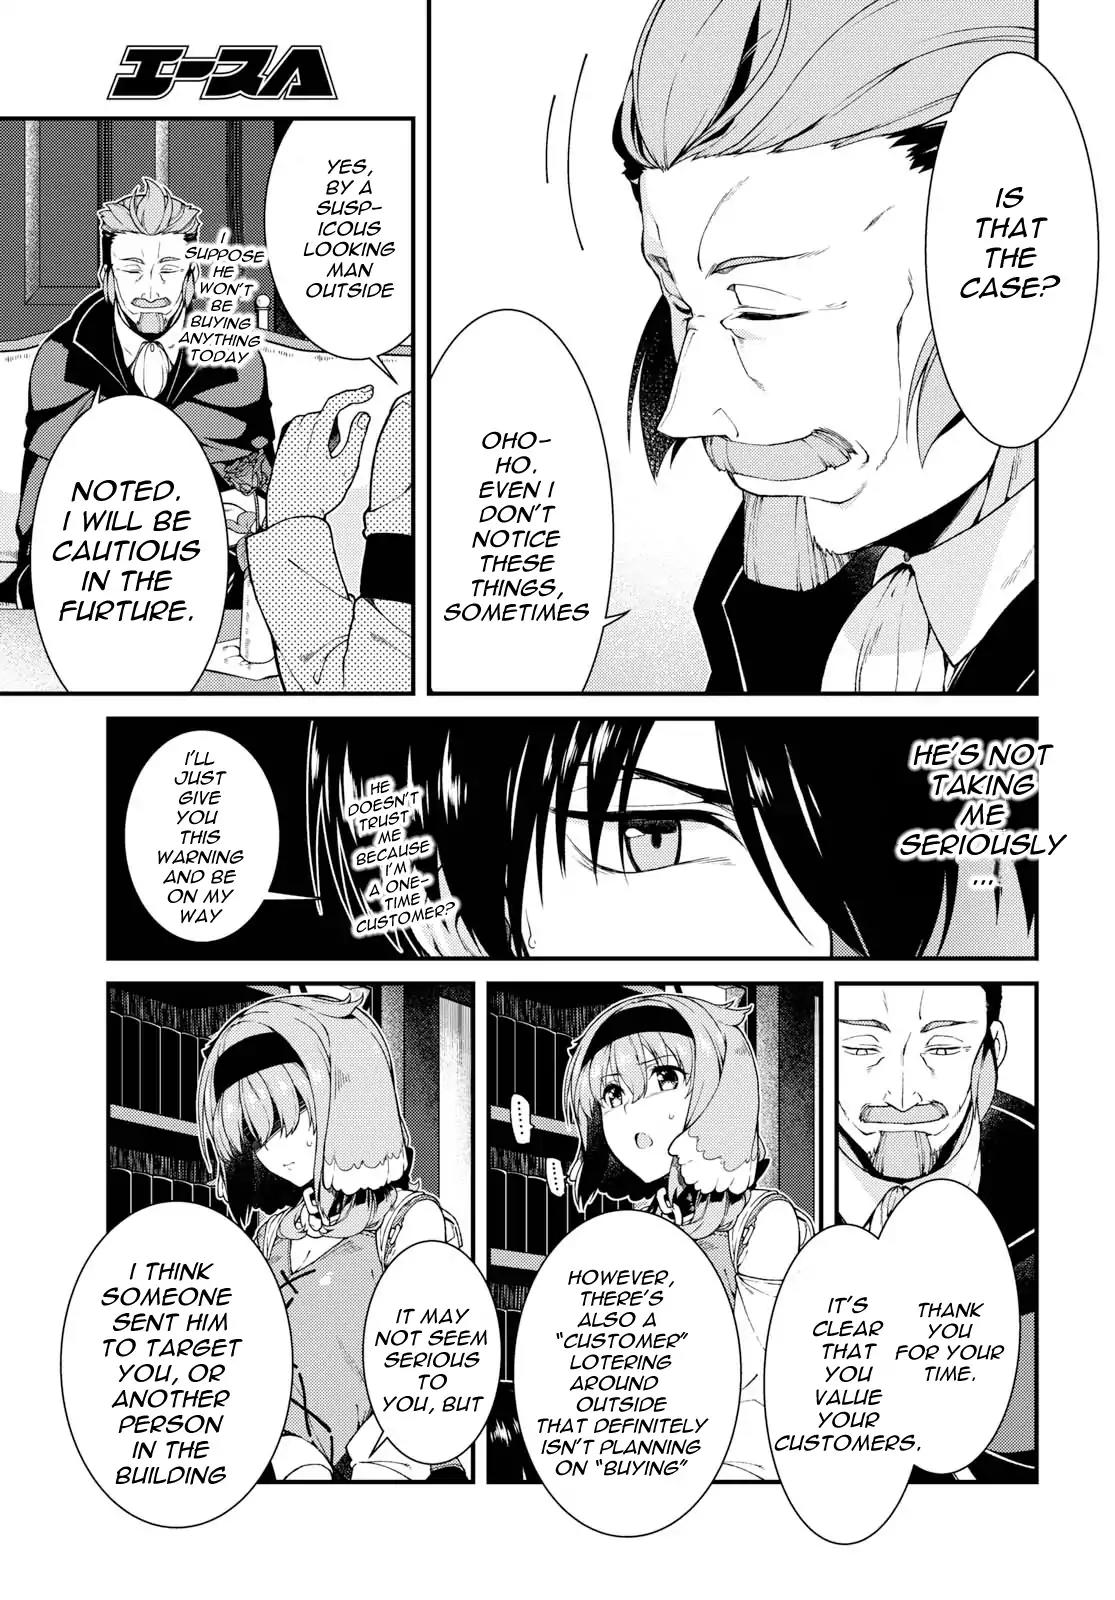 エースA
IS
THAT
THE
CASE?
OHO-
HO.
EVEN I
DON'T
NOTICE
THESE
THINGS,
SOMETIMES
YES,
BY A
SUSP-
ICOUS
LOOKING
MAN
OUTSIDE
I
SUPPOSE
HE
WON'T
BE
BUYING
ANYTHING
TODAY
NOTED.
I WILL BE
CAUTIOUS
IN THE
FURTURE.
HE'S NOT
TAKING
ME
SERIOUSLY
...
HE
DOESN'T
TRUST
ME
BECAUSE
I'M
A ONE-
TIME
CUSTOMER?
I'LL
JUST
GIVE
YOU
THIS
WARNING
AND BE
ON MY
WAY
THANK
YOU
FOR YOUR
TIME.
IT'S
CLEAR
THAT
YOU
VALUE
YOUR
CUSTOMERS.
HOWEVER,
THERE'S
ALSO A
"CUSTOMER"
LOTERING
AROUND
OUTSIDE
THAT DEFINITELY
ISN'T PLANNING
ON "BUYING"
IT MAY
NOT SEEM
SERIOUS
TO
YOU, BUT
I THINK
SOMEONE
SENT HIM
TO TARGET
YOU, OR
ANOTHER
PERSON
IN THE
BUILDING